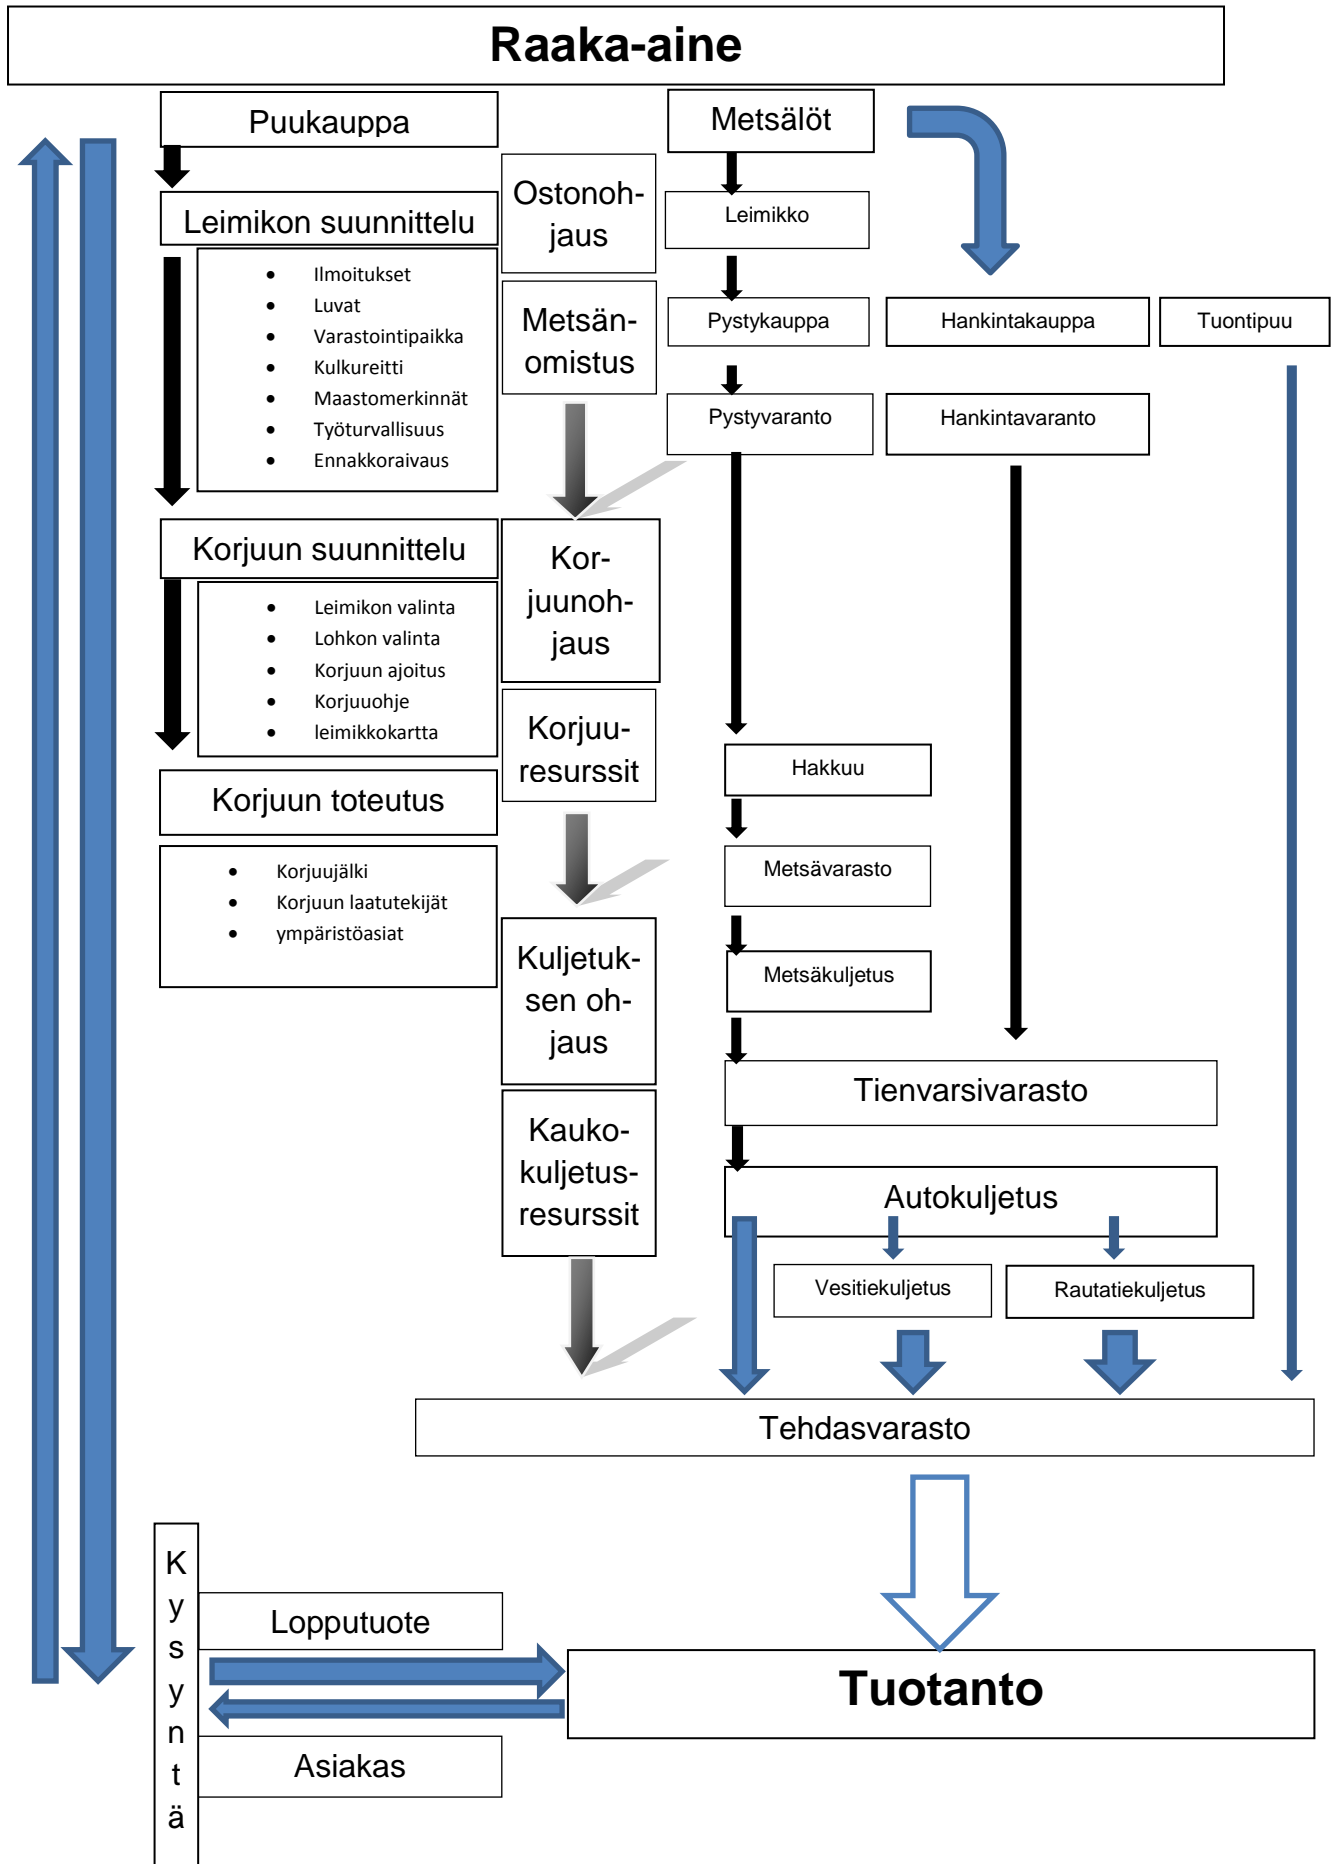 Raaka-aine
Puukauppa
Leimikon suunnittelu
• Ilmoitukset
• Luvat
• Varastointipaikka
• Kulkureitti
• Maastomerkinnät
• Työturvallisuus
• Ennakkoraivaus
Korjuun suunnittelu
• Leimikon valinta
• Lohkon valinta
• Korjuun ajoitus
• Korjuuohje
• leimikkokartta
Korjuun toteutus
• Korjuujälki
• Korjuun laatutekijät
• ympäristöasiat
Ostonoh-
jaus
Metsän-
omistus
Kor-
juunoh-
jaus
Korjuu-
resurssit
Kuljetuk-
sen oh-
jaus
Kauko-
kuljetus-
resurssit
Metsälöt
Leimikko
Pystykauppa
Hankintakauppa
Tuontipuu
Pystyvaranto
Hankintavaranto
Hakkuu
Metsävarasto
Metsäkuljetus
Tienvarsivarasto
Autokuljetus
Vesitiekuljetus
Rautatiekuljetus
Tehdasvarasto
K
y
s
y
n
t
ä
Lopputuote
Tuotanto
Asiakas